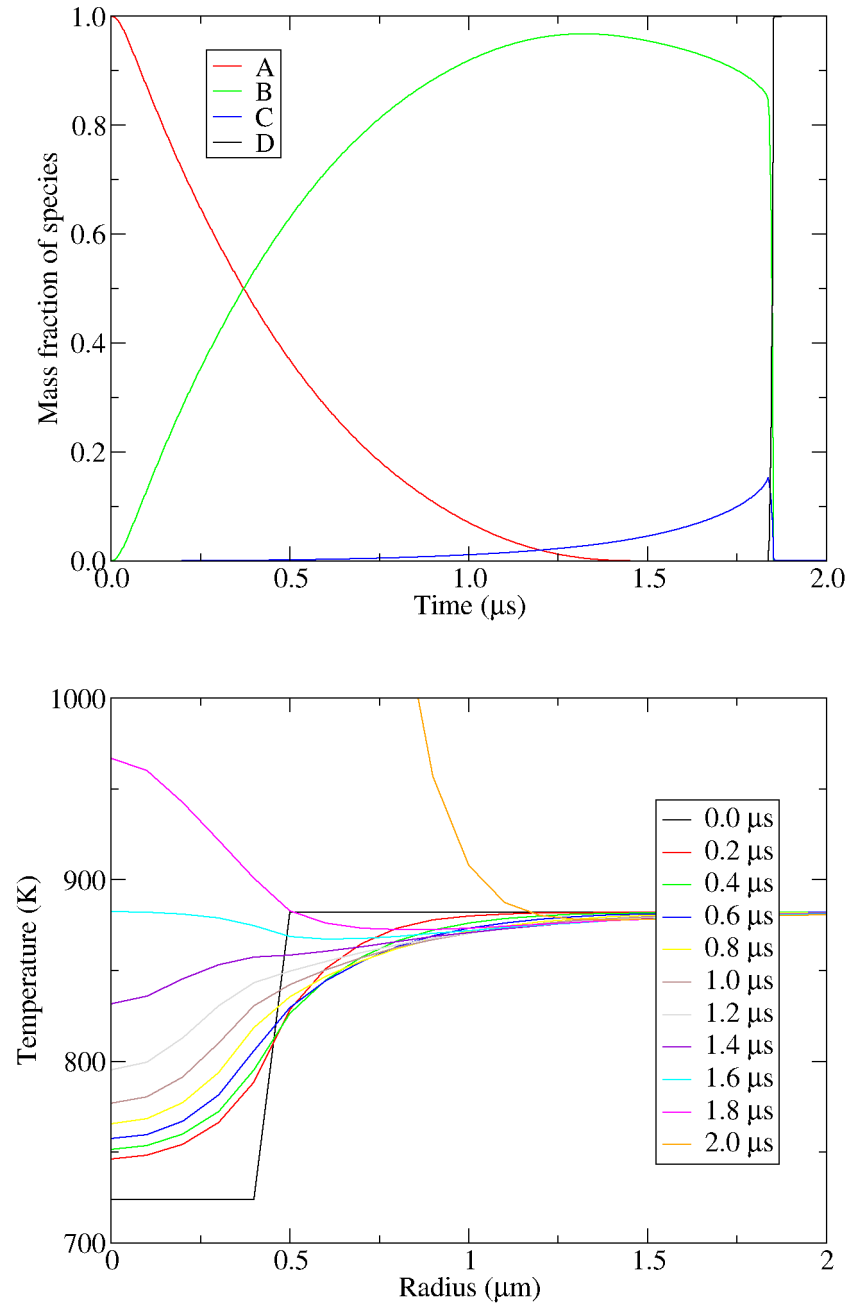 1.0
0.8
0.6
0.4
0.2
0.0
Mass fraction of species
A
B
C
D
0.0 0.5 1.0 1.5 2.0
Time (μs)
1000
900
800
700
Temperature (K)
0.0 μs
0.2 μs
0.4 μs
0.6 μs
0.8 μs
1.0 μs
1.2 μs
1.4 μs
1.6 μs
1.8 μs
2.0 μs
0 0.5 1 1.5 2
Radius (μm)